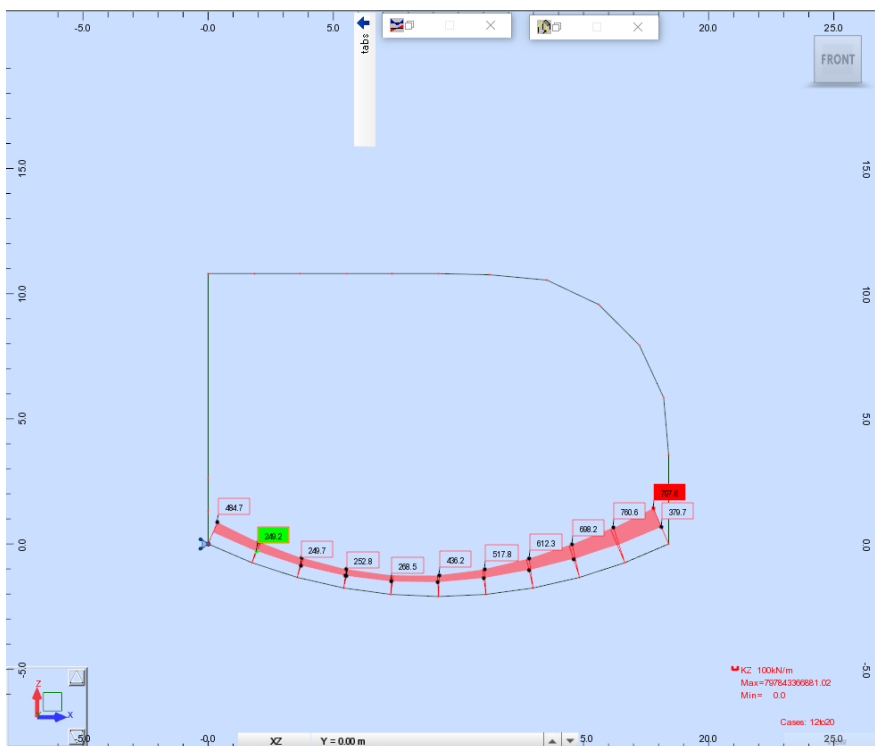 -5.0 -0.0 20.0 25.0
tabs
FRONT
15.0 15.0
10.0 10.0
5.0 5.0
484.7
797.8
379.7
760.6
698.2
612.3
517.8
436.2
249.2
249.7
252.8
268.5
0.0 0.0
-5.0 -5.0
KZ 100kN/m
Max=797843366881.02
Min= 0.0
Cases: 12to20
Z
X
-5.0 -0.0 5.0 20.0 25.0
XZ Y = 0.00 m